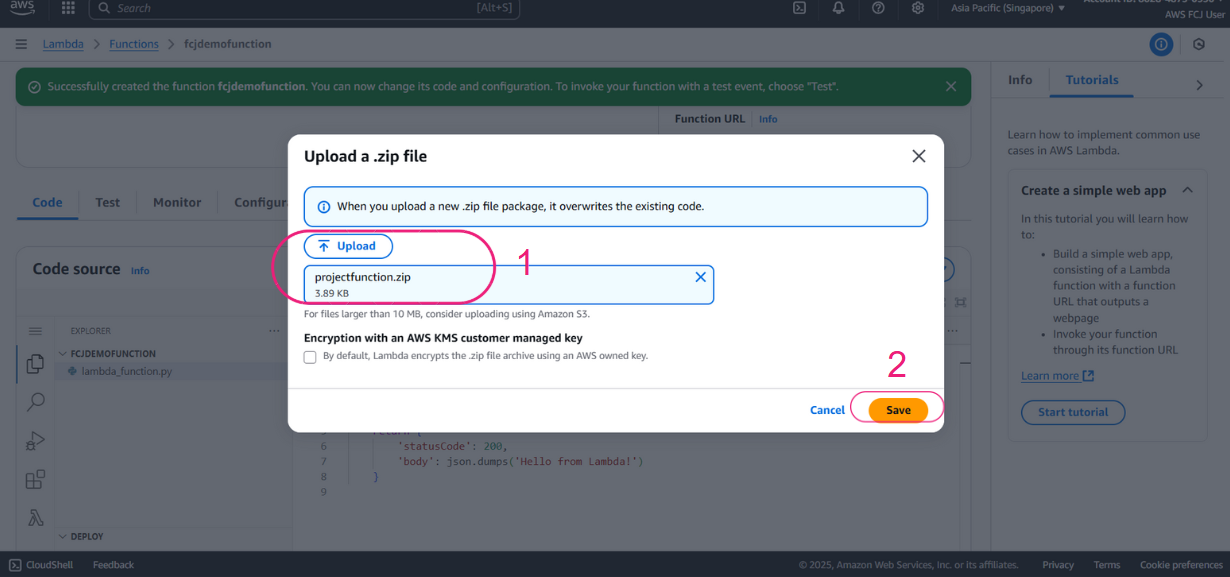 aws
Search
[Alt+S]
Asia Pacific (Singapore)
AWS FCJ User
Lambda
Functions
fcjdemofunction
Successfully created the function fcjdemofunction. You can now change its code and configuration. To invoke your function with a test event, choose "Test".
Function URL
Info
Upload a .zip file
When you upload a new .zip file package, it overwrites the existing code.
Upload
1
projectfunction.zip
3.89 KB
For files larger than 10 MB, consider uploading using Amazon S3.
Encryption with an AWS KMS customer managed key
By default, Lambda encrypts the .zip file archive using an AWS owned key.
2
Cancel
Save
Code
Test
Monitor
Configur
Code source
Info
EXPLORER
FCJDEMOFUNCTION
lambda_function.py
DEPLOY
5 return {
6 'statusCode': 200,
7 'body': json.dumps('Hello from Lambda!')
8 }
9
Info
Tutorials
Learn how to implement common use
cases in AWS Lambda.
Create a simple web app
In this tutorial you will learn how
to:
• Build a simple web app,
consisting of a Lambda
function with a function
URL that outputs a
webpage
• Invoke your function
through its function URL
Learn more
Start tutorial
CloudShell
Feedback
© 2025, Amazon Web Services, Inc. or its affiliates.
Privacy
Terms
Cookie preferences